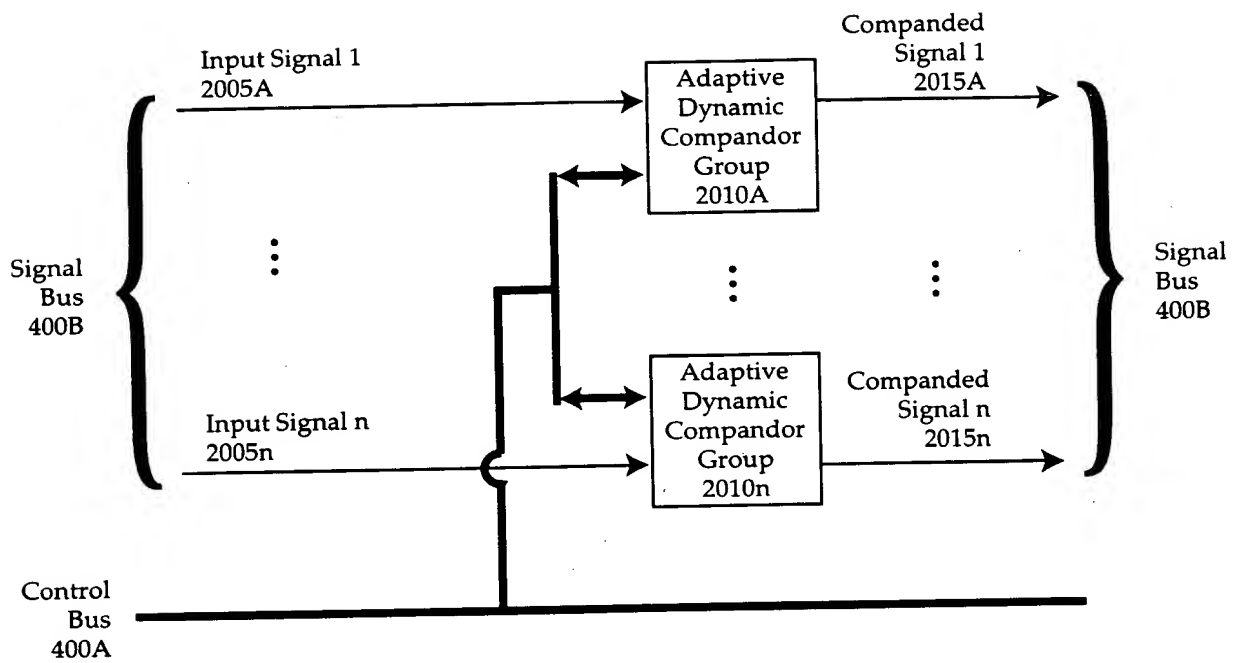 Input Signal 1
2005A
Adaptive
Dynamic
Compandor
Group
2010A
Companded
Signal 1
2015A
Signal
Bus
400B
Signal
Bus
400B
Input Signal n
2005n
Adaptive
Dynamic
Compandor
Group
2010n
Companded
Signal n
2015n
Control
Bus
400A